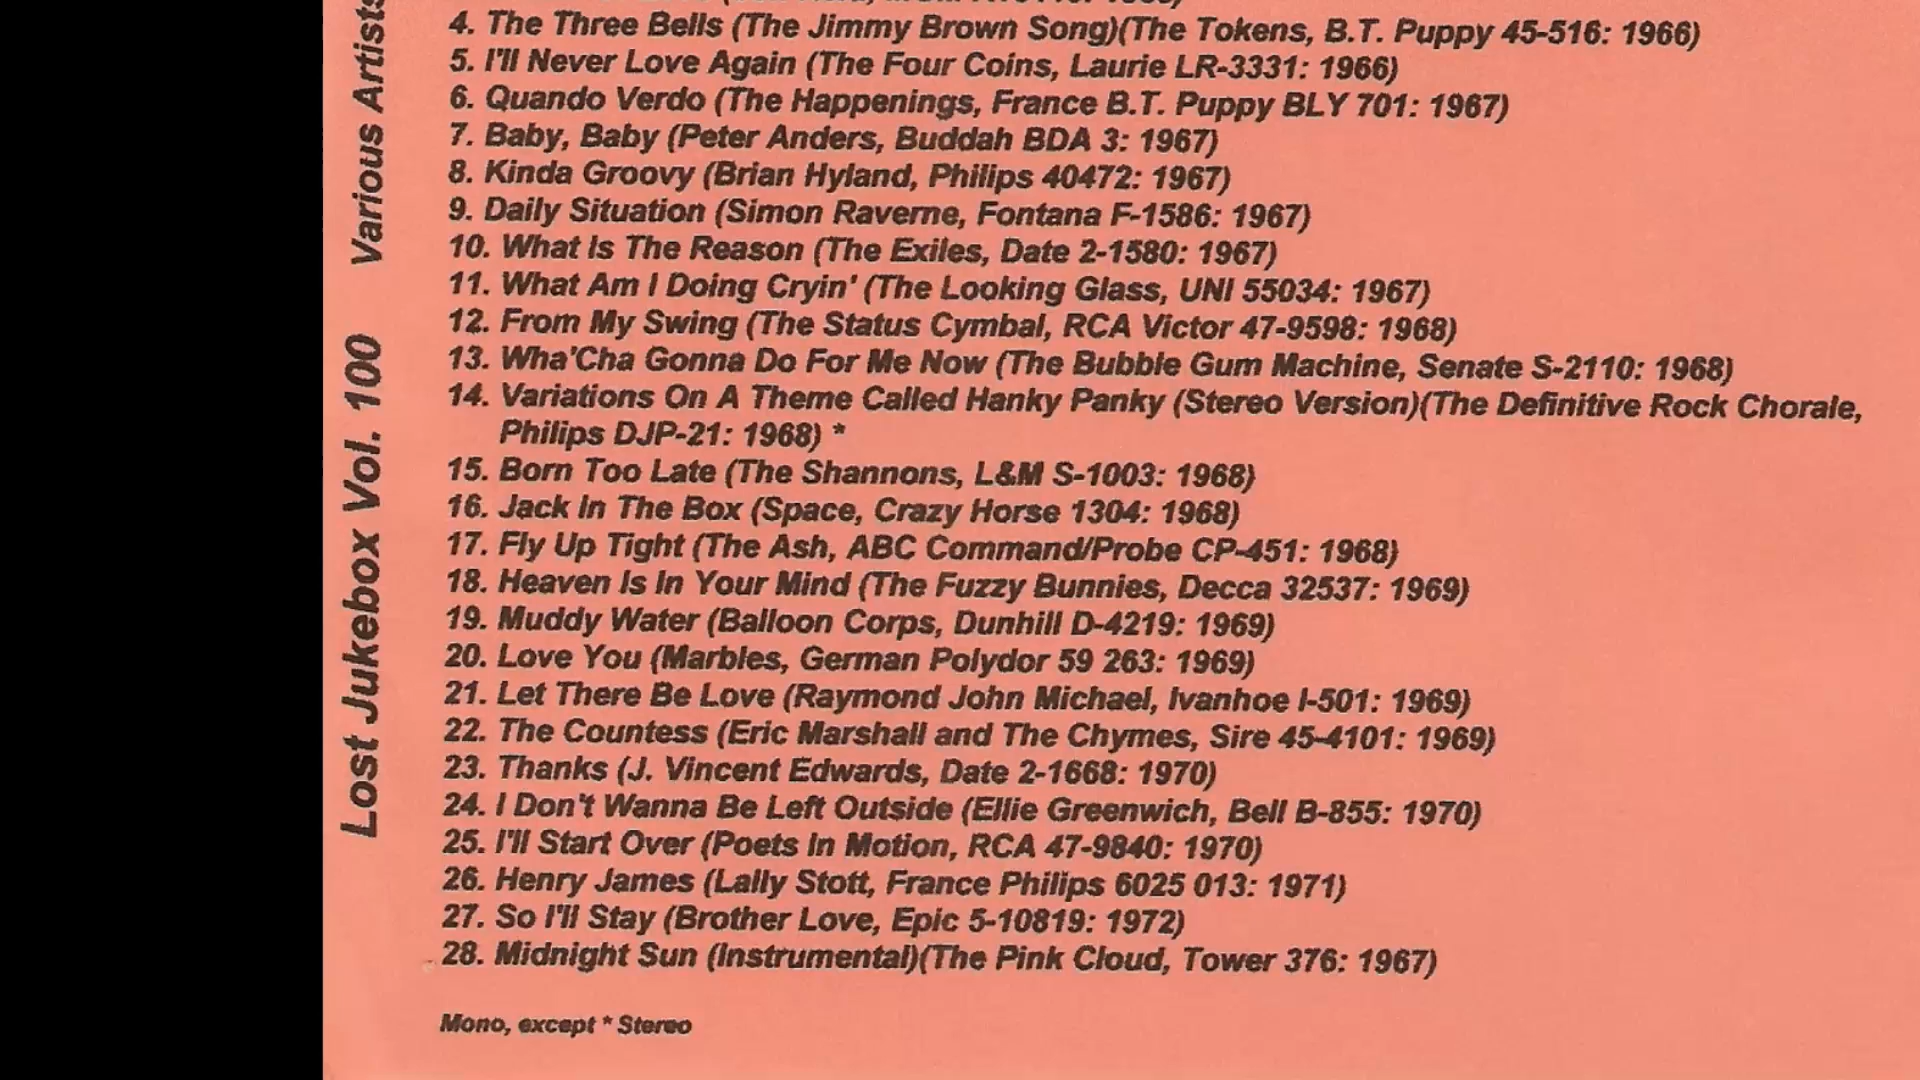 4. The Three Bells (The Jimmy Brown Song)(The Tokens, B.T. Puppy 45-516: 1966)
5. I'll Never Love Again (The Four Coins, Laurie LR-3331: 1966)
6. Quando Verdo (The Happenings, France B.T. Puppy BLY 701: 1967)
7. Baby, Baby (Peter Anders, Buddah BDA 3: 1967)
8. Kinda Groovy (Brian Hyland, Philips 40472: 1967)
9. Daily Situation (Simon Raverne, Fontana F-1586: 1967)
10. What Is The Reason (The Exiles, Date 2-1580: 1967)
11. What Am I Doing Cryin' (The Looking Glass, UNI 55034: 1967)
12. From My Swing (The Status Cymbal, RCA Victor 47-9598: 1968)
13. Wha'Cha Gonna Do For Me Now (The Bubble Gum Machine, Senate S-2110: 1968)
14. Variations On A Theme Called Hanky Panky (Stereo Version)(The Definitive Rock Chorale,
Philips DJP-21: 1968) *
15. Born Too Late (The Shannons, L&M S-1003: 1968)
16. Jack In The Box (Space, Crazy Horse 1304: 1968)
17. Fly Up Tight (The Ash, ABC Command/Probe CP-451: 1968)
18. Heaven Is In Your Mind (The Fuzzy Bunnies, Decca 32537: 1969)
19. Muddy Water (Balloon Corps, Dunhill D-4219: 1969)
20. Love You (Marbles, German Polydor 59 263: 1969)
21. Let There Be Love (Raymond John Michael, Ivanhoe I-501: 1969)
22. The Countess (Eric Marshall and The Chymes, Sire 45-4101: 1969)
23. Thanks (J. Vincent Edwards, Date 2-1668: 1970)
24. I Don't Wanna Be Left Outside (Ellie Greenwich, Bell B-855: 1970)
25. I'll Start Over (Poets In Motion, RCA 47-9840: 1970)
26. Henry James (Lally Stott, France Philips 6025 013: 1971)
27. So I'll Stay (Brother Love, Epic 5-10819: 1972)
28. Midnight Sun (Instrumental)(The Pink Cloud, Tower 376: 1967)
Mono, except * Stereo
Lost Jukebox Vol. 100 Various Artists